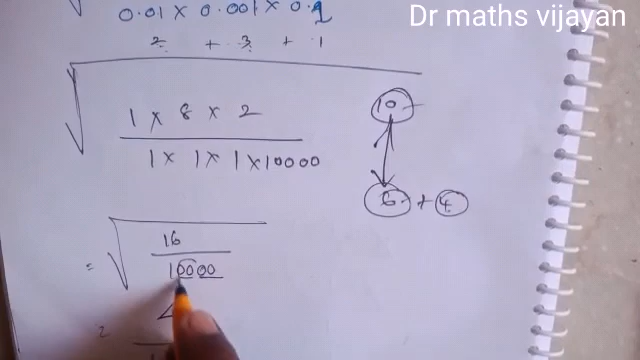 Dr maths vijayan
0.01 × 0.001 × 0.1
2 + 3 + 1
1 × 8 × 2
1 × 1 × 1 × 10000
10
6 + 4
= √ 16
10000
= 4